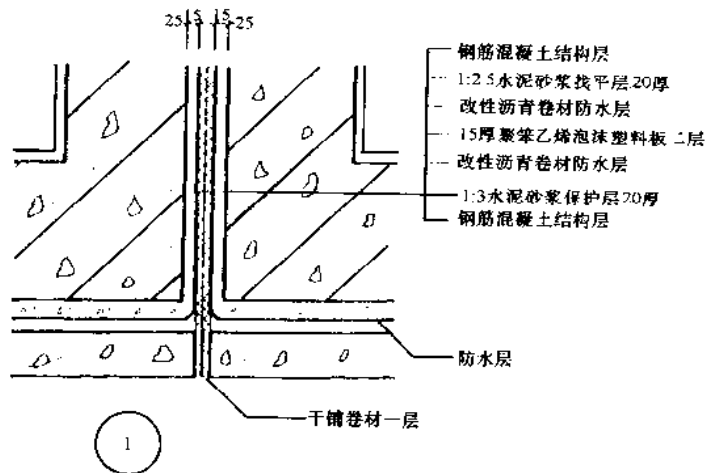 25 15 15 25
钢筋混凝土结构层
1:2.5水泥砂浆找平层20厚
改性沥青卷材防水层
15厚聚笨乙烯泡沫塑料板二层
改性沥青卷材防水层
1:3水泥砂浆保护层20厚
钢筋混凝土结构层
防水层
干铺卷材一层
1